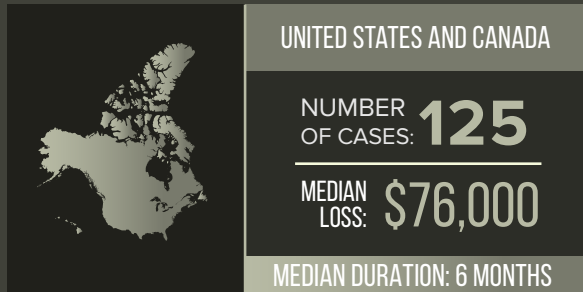 UNITED STATES AND CANADA
NUMBER
OF CASES: 125
MEDIAN
LOSS: $76,000
MEDIAN DURATION: 6 MONTHS